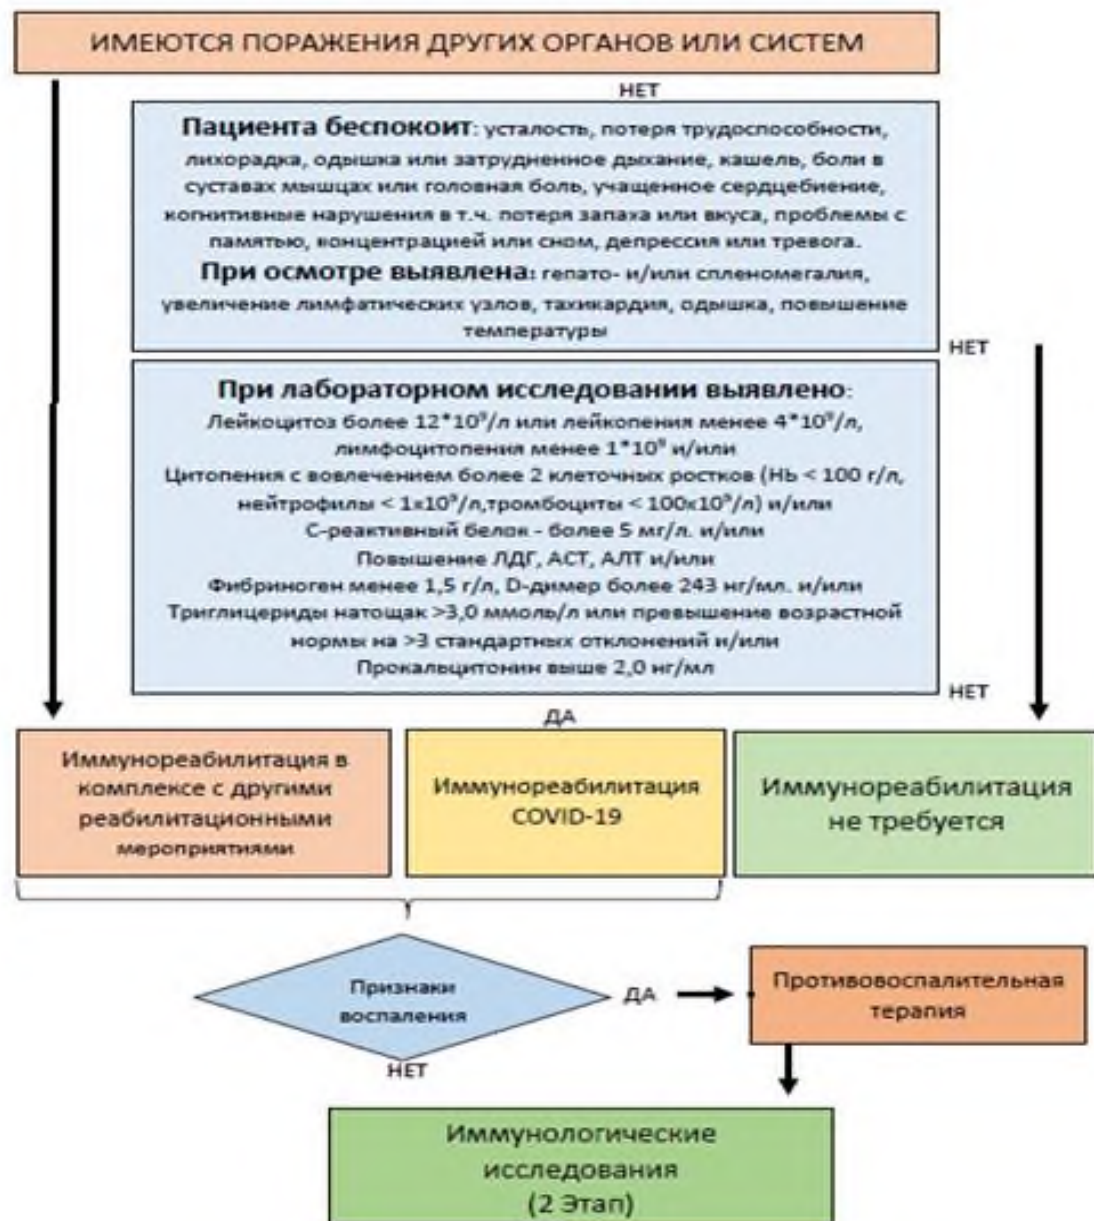 ИМЕЮТСЯ ПОРАЖЕНИЯ ДРУГИХ ОРГАНОВ ИЛИ СИСТЕМ
НЕТ
Пациента беспокоит: усталость, потеря трудоспособности,
лихорадка, одышка или затрудненное дыхание, кашель, боли в
суставах мышцах или головная боль, учащенное сердцебиение,
когнитивные нарушения в т.ч. потеря запаха или вкуса, проблемы с
памятью, концентрацией или сном, депрессия или тревога.
При осмотре выявлена: гепато- и/или спленомегалия,
увеличение лимфатических узлов, тахикардия, одышка, повышение
температуры
НЕТ
При лабораторном исследовании выявлено:
Лейкоцитоз более 12*10⁹/л или лейкопения менее 4*10⁹/л,
лимфоцитопения менее 1*10⁹ и/или
Цитопения с вовлечением более 2 клеточных ростков (Hb < 100 г/л,
нейтрофилы < 1x10⁹/л,тромбоциты < 100x10⁹/л) и/или
С-реактивный белок - более 5 мг/л. и/или
Повышение ЛДГ, АСТ, АЛТ и/или
Фибриноген менее 1,5 г/л, D-димер более 243 нг/мл. и/или
Триглицериды натощак >3,0 ммоль/л или превышение возрастной
нормы на >3 стандартных отклонений и/или
Прокальцитонин выше 2,0 нг/мл
НЕТ
ДА
Иммунореабилитация в
комплексе с другими
реабилитационными
мероприятиями
Иммунореабилитация
COVID-19
Иммунореабилитация
не требуется
Признаки
воспаления
ДА
Противовоспалительная
терапия
НЕТ
Иммунологические
исследования
(2 Этап)